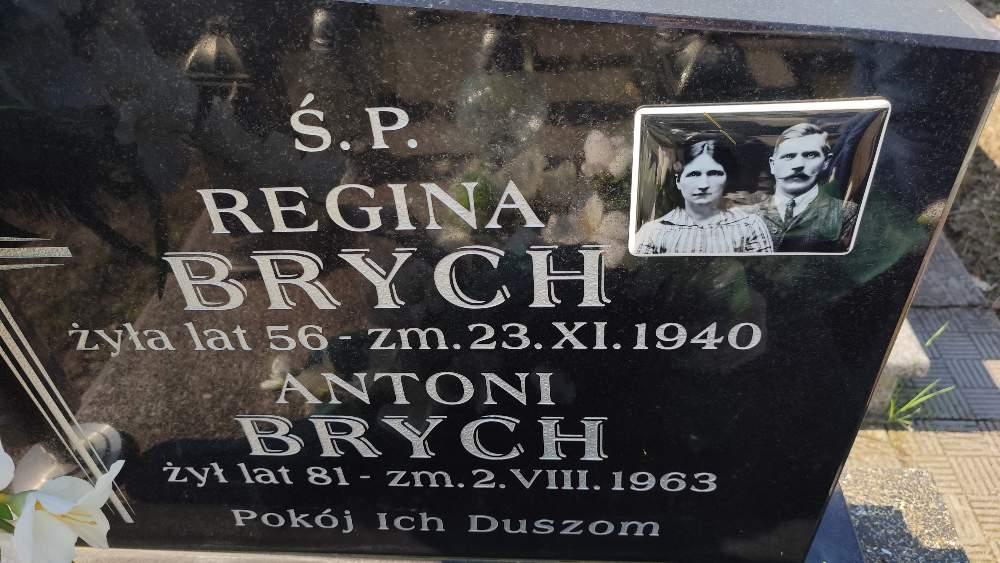 Ś.P.
REGINA
BRYCH
żyła lat 56 - zm. 23. XI. 1940
ANTONI
BRYCH
żył lat 81 - zm. 2. VIII. 1963
Pokój Ich Duszom